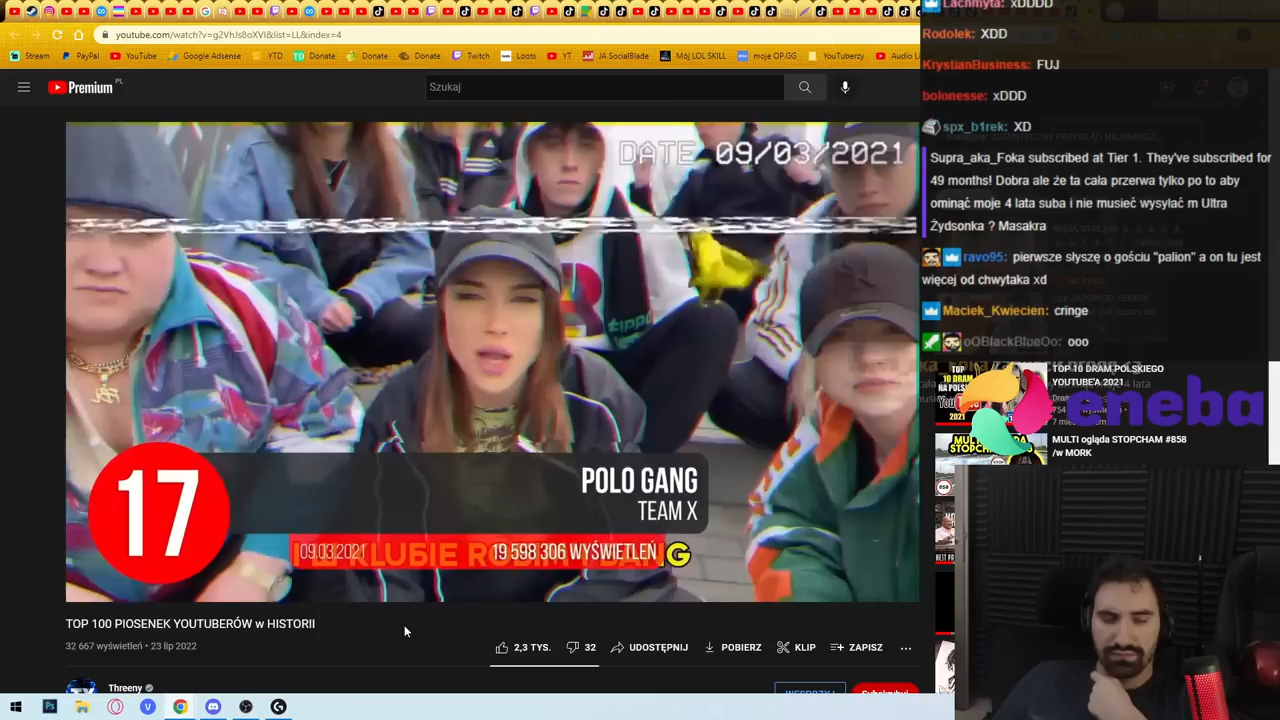 youtube.com/watch?v=g2VhJs8oXVI&list=LL&index=4
Stream PayPal YouTube Google Adsense YTD Donate Donate Donate Twitch Loots YT JA SocialBlade Mój LOL SKILL moje OP.GG YouTuberzy Audio Li
Premium PL
Szukaj
DATE 09/03/2021
17
POLO GANG
TEAM X
09.03.2021 19 598 306 WYŚWIETLEŃ
TOP 100 PIOSENEK YOUTUBERÓW w HISTORII
32 667 wyświetleń • 23 lip 2022
2,3 TYS. 32 UDOSTĘPNIJ POBIERZ KLIP ZAPISZ
Threeny
Lachmyta: xDDDD
Rodolek: XDD
KrystianBusiness: FUJ
bolonesse: xDDD
spx_b1rek: XD
Supra_aka_Foka subscribed at Tier 1. They've subscribed for
49 months! Dobra ale że ta cała przerwa tylko po to aby
ominąć moje 4 lata suba i nie musieć wysyłać m Ultra
Żydsonka ? Masakra
ravo95: pierwsze słyszę o gościu "palion" a on tu jest
więcej od chwytaka xd
Maciek_Kwiecien: cringe
oOBlackBlueOo: ooo
TOP 10 DRAM POLSKIEGO
YOUTUBE'A 2021
eneba
MULTI ogląda STOPCHAM #858
/w MORK